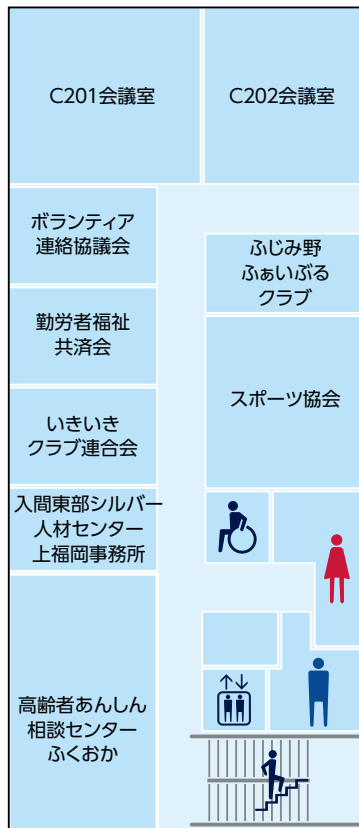 C201会議室
C202会議室
ボランティア
連絡協議会
ふじみ野
ふぁいぶる
クラブ
勤労者福祉
共済会
スポーツ協会
いきいき
クラブ連合会
入間東部シルバー
人材センター
上福岡事務所
高齢者あんしん
相談センター
ふくおか